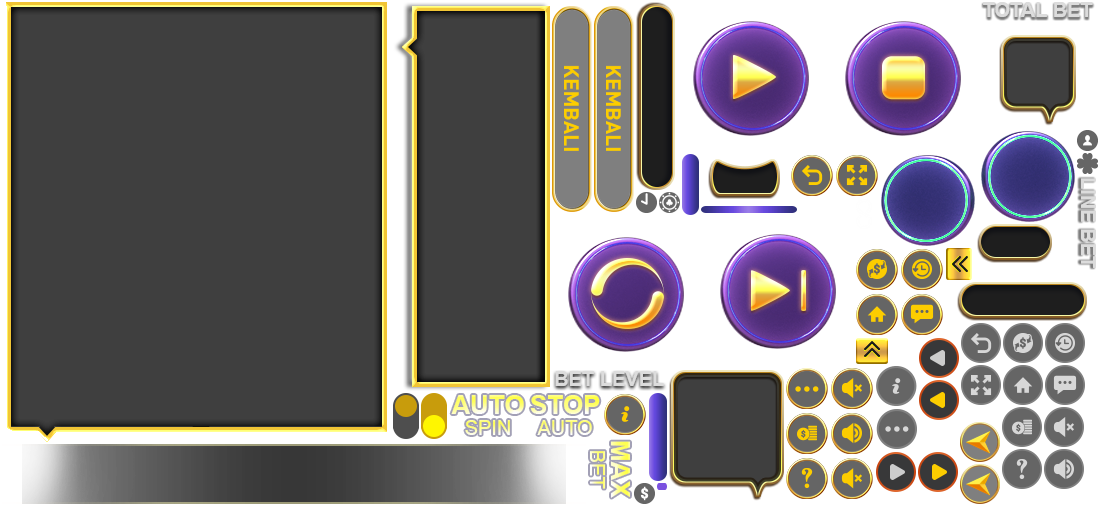 TOTAL BET
KEMBALI
KEMBALI
LINE BET
BET LEVEL
AUTO
SPIN
STOP
AUTO
MAX
BET